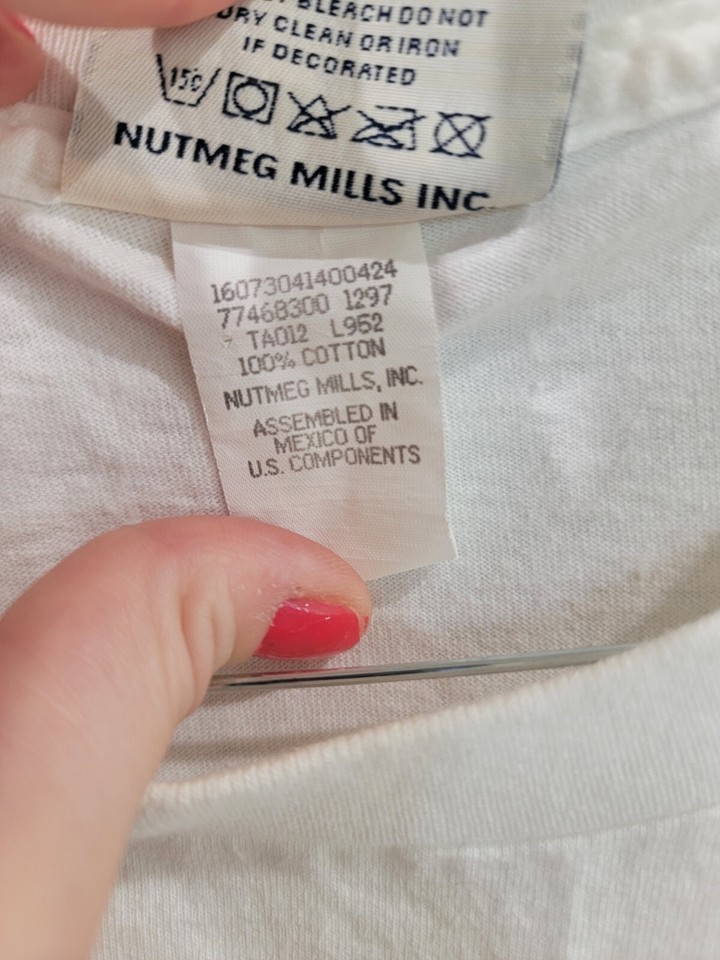 BLEACH DO NOT
DRY CLEAN OR IRON
IF DECORATED
150
NUTMEG MILLS INC.
16073041400424
77468300 1297
TA012 L952
100% COTTON
NUTMEG MILLS, INC.
ASSEMBLED IN
MEXICO OF
U.S. COMPONENTS